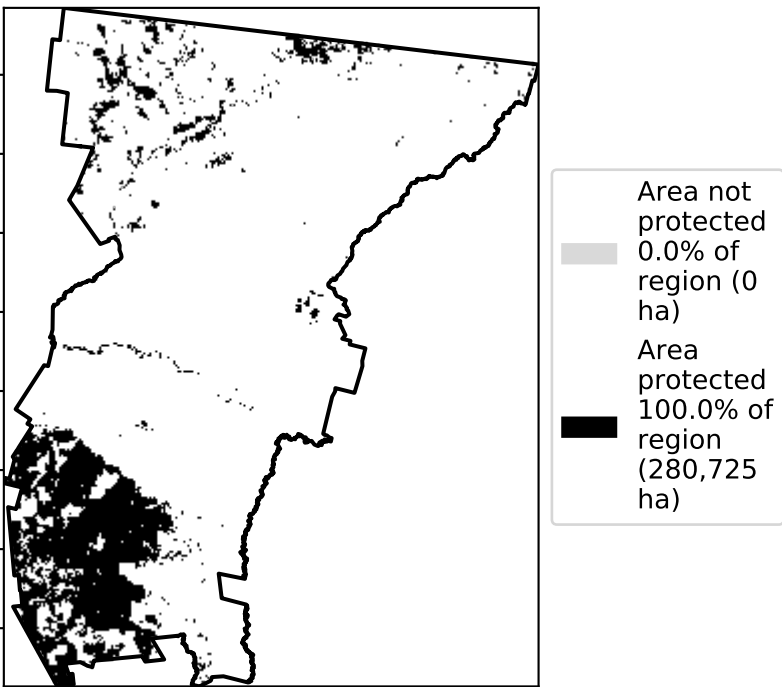 Area not
protected
0.0% of
region (0
ha)
Area
protected
100.0% of
region
(280,725
ha)